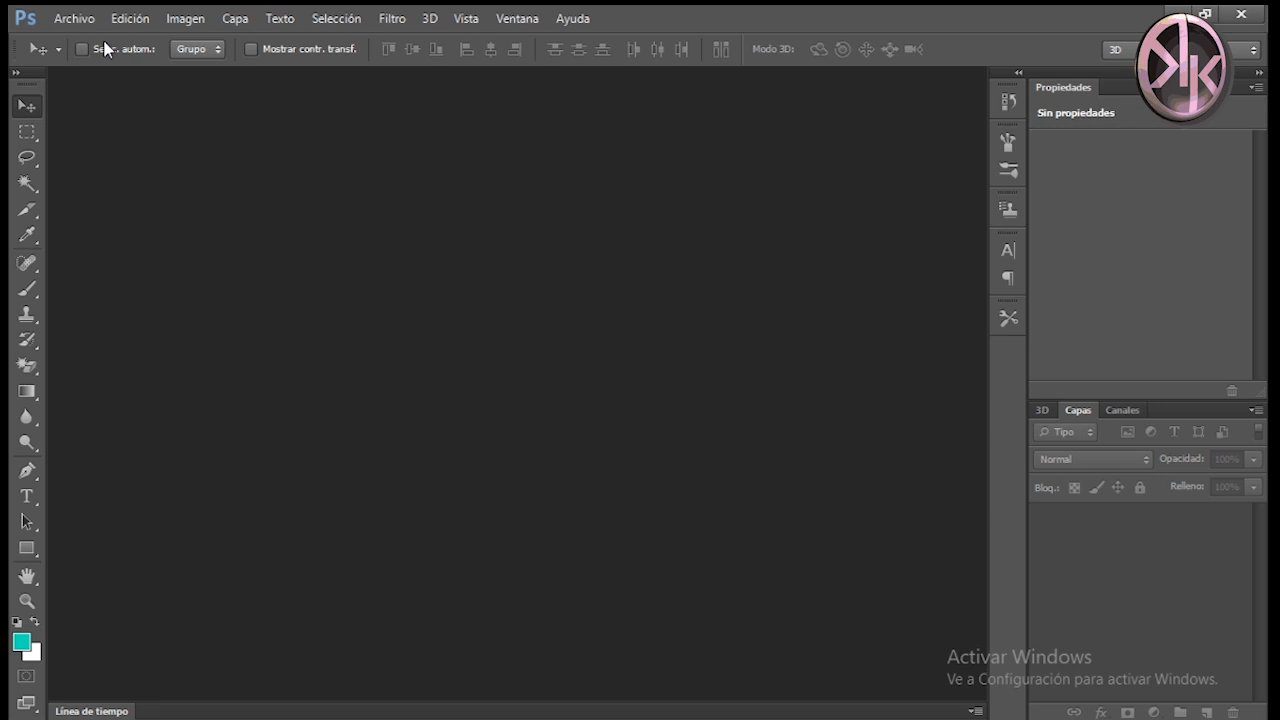 Ps Archivo Edición Imagen Capa Texto Selección Filtro 3D Vista Ventana Ayuda
autom.: Grupo Mostrar contr. transf. Modo 3D: 3D
Propiedades
Sin propiedades
3D Capas Canales
Tipo
Normal Opacidad: 100%
Bloq.: Relleno: 100%
Activar Windows
Ve a Configuración para activar Windows.
Línea de tiempo